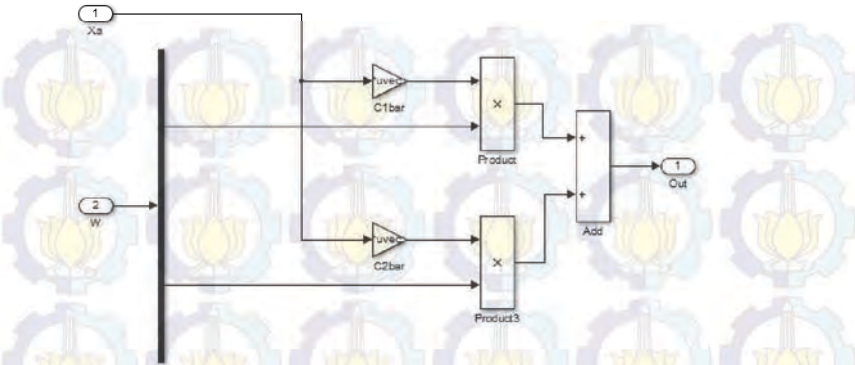 1
Xa
*uvec
C1bar
×
Product
+
+
Add
1
Out
2
W
*uvec
C2bar
×
Product3